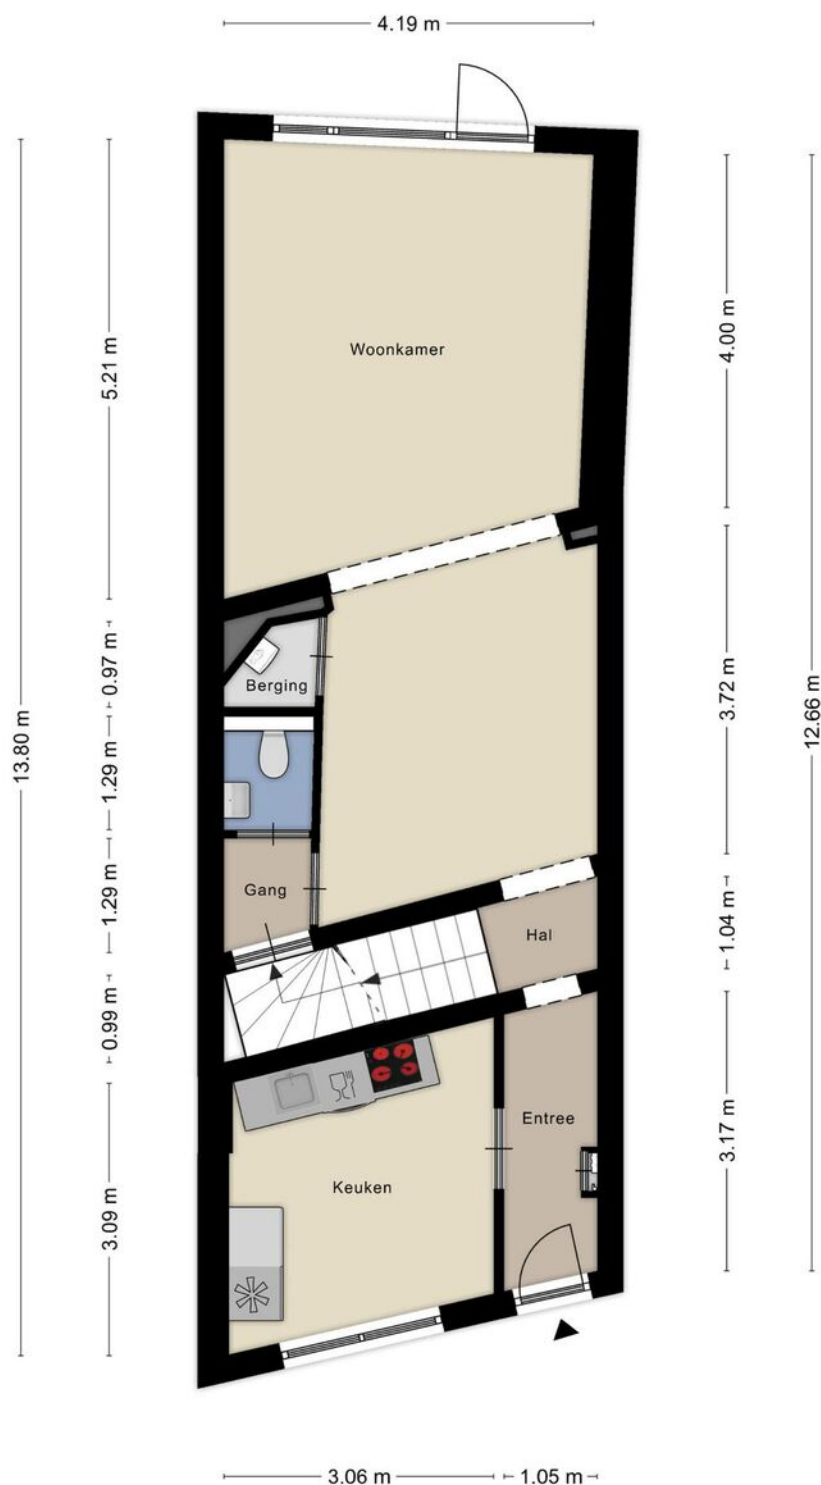 4.19 m
Woonkamer
4.00 m
5.21 m
Berging
0.97 m
3.72 m
12.66 m
13.80 m
1.29 m
Gang
1.29 m
Hal
1.04 m
0.99 m
Entree
3.17 m
Keuken
3.09 m
3.06 m
1.05 m